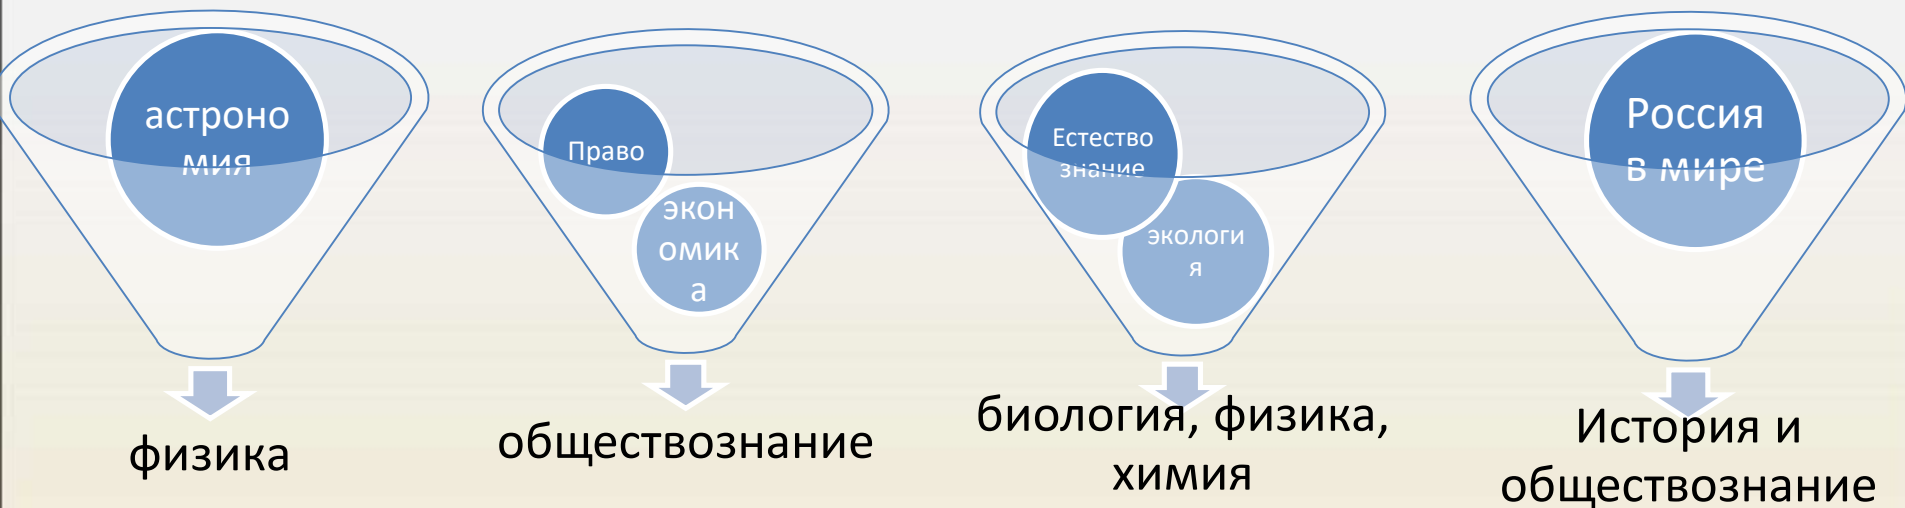 астроно
мия
физика
Право
экон
омик
а
обществознание
Естество
знание
экологи
я
биология, физика,
химия
Россия
в мире
История и
обществознание